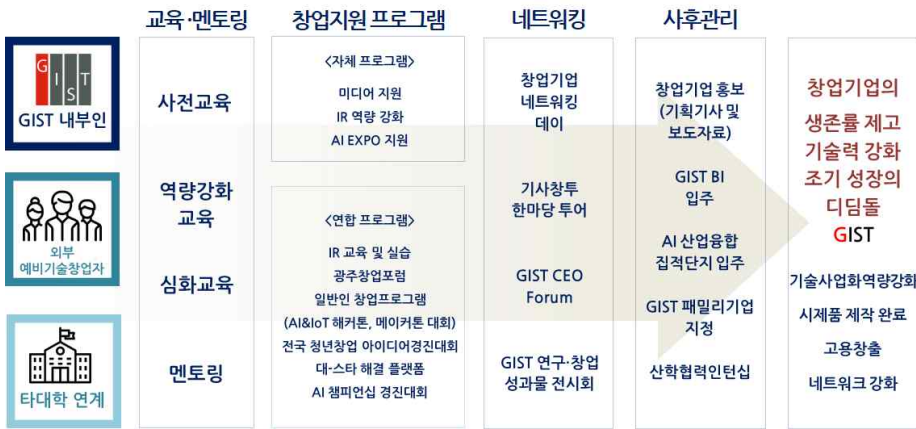 교육·멘토링
창업지원 프로그램
네트워킹
사후관리
GIST
GIST 내부인
외부
예비기술창업자
타대학 연계
사전교육
역량강화
교육
심화교육
멘토링
<자체 프로그램>
미디어 지원
IR 역량 강화
AI EXPO 지원
<연합 프로그램>
IR 교육 및 실습
광주창업포럼
일반인 창업프로그램
(AI&IoT 해커톤, 메이커톤 대회)
전국 청년창업 아이디어경진대회
대-스타 해결 플랫폼
AI 챔피언십 경진대회
창업기업
네트워킹
데이
기사창투
한마당 투어
GIST CEO
Forum
GIST 연구·창업
성과물 전시회
창업기업 홍보
(기획기사 및
보도자료)
GIST BI
입주
AI 산업융합
집적단지 입주
GIST 패밀리기업
지정
산학협력인턴십
창업기업의
생존률 제고
기술력 강화
조기 성장의
디딤돌
GIST
기술사업화역량강화
시제품 제작 완료
고용창출
네트워크 강화